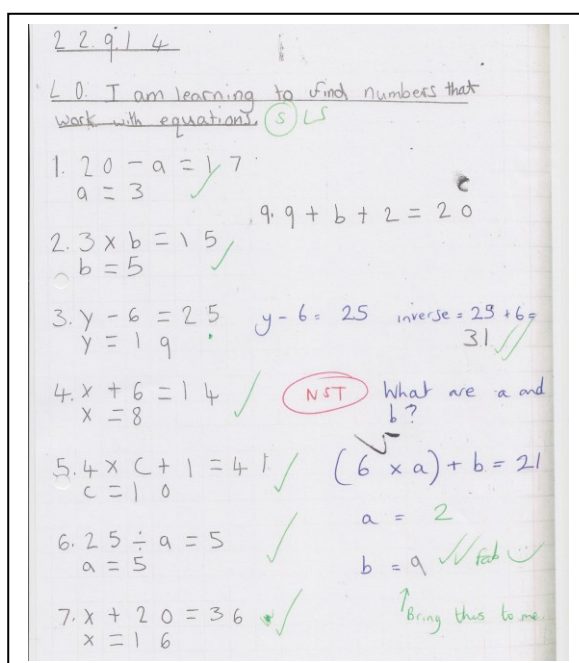 22.9.14
L O. I am learning to find numbers that
work with equations. S LS
1. 20 - a = 17
a = 3
2. 3 x b = 15
b = 5
3. y - 6 = 25
y = 19
4. x + 6 = 14
x = 8
5. 4 x c + 1 = 41
c = 10
6. 25 ÷ a = 5
a = 5
7. x + 20 = 36
x = 16
9. 9 + b + 2 = 20
y - 6 = 25 inverse = 25 + 6 =
31
NST What are a and
b?
(6 x a) + b = 21
a = 2
b = 9 Fab
Bring this to me.